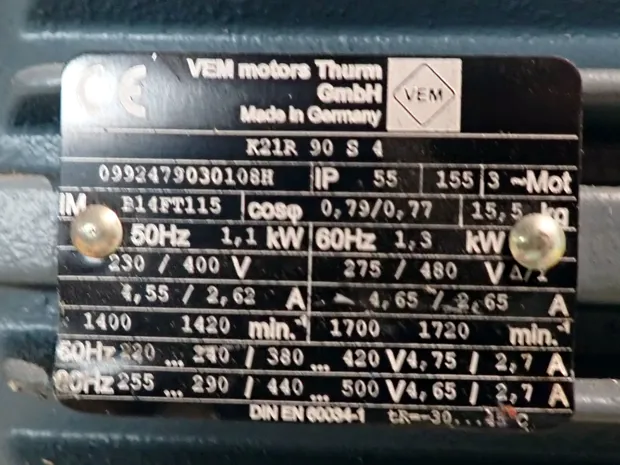 CE VEM motors Thurm
GmbH
Made in Germany
VEM
K21R 90 S 4
0992479030108H IP 55 155 3 ~Mot
IM B14FT115 cosφ 0,79/0,77 15,5 kg
50Hz 1,1 kW 60Hz 1,3 kW
230 / 400 V 275 / 480 V Δ/
4,55 / 2,62 A 4,65 / 2,65 A
1400 1420 min.-1 1700 1720 min.-1
220 ... 240 / 380 ... 420 V 4,75 / 2,7 A
255 ... 290 / 440 ... 500 V 4,65 / 2,7 A
DIN EN 60034-1